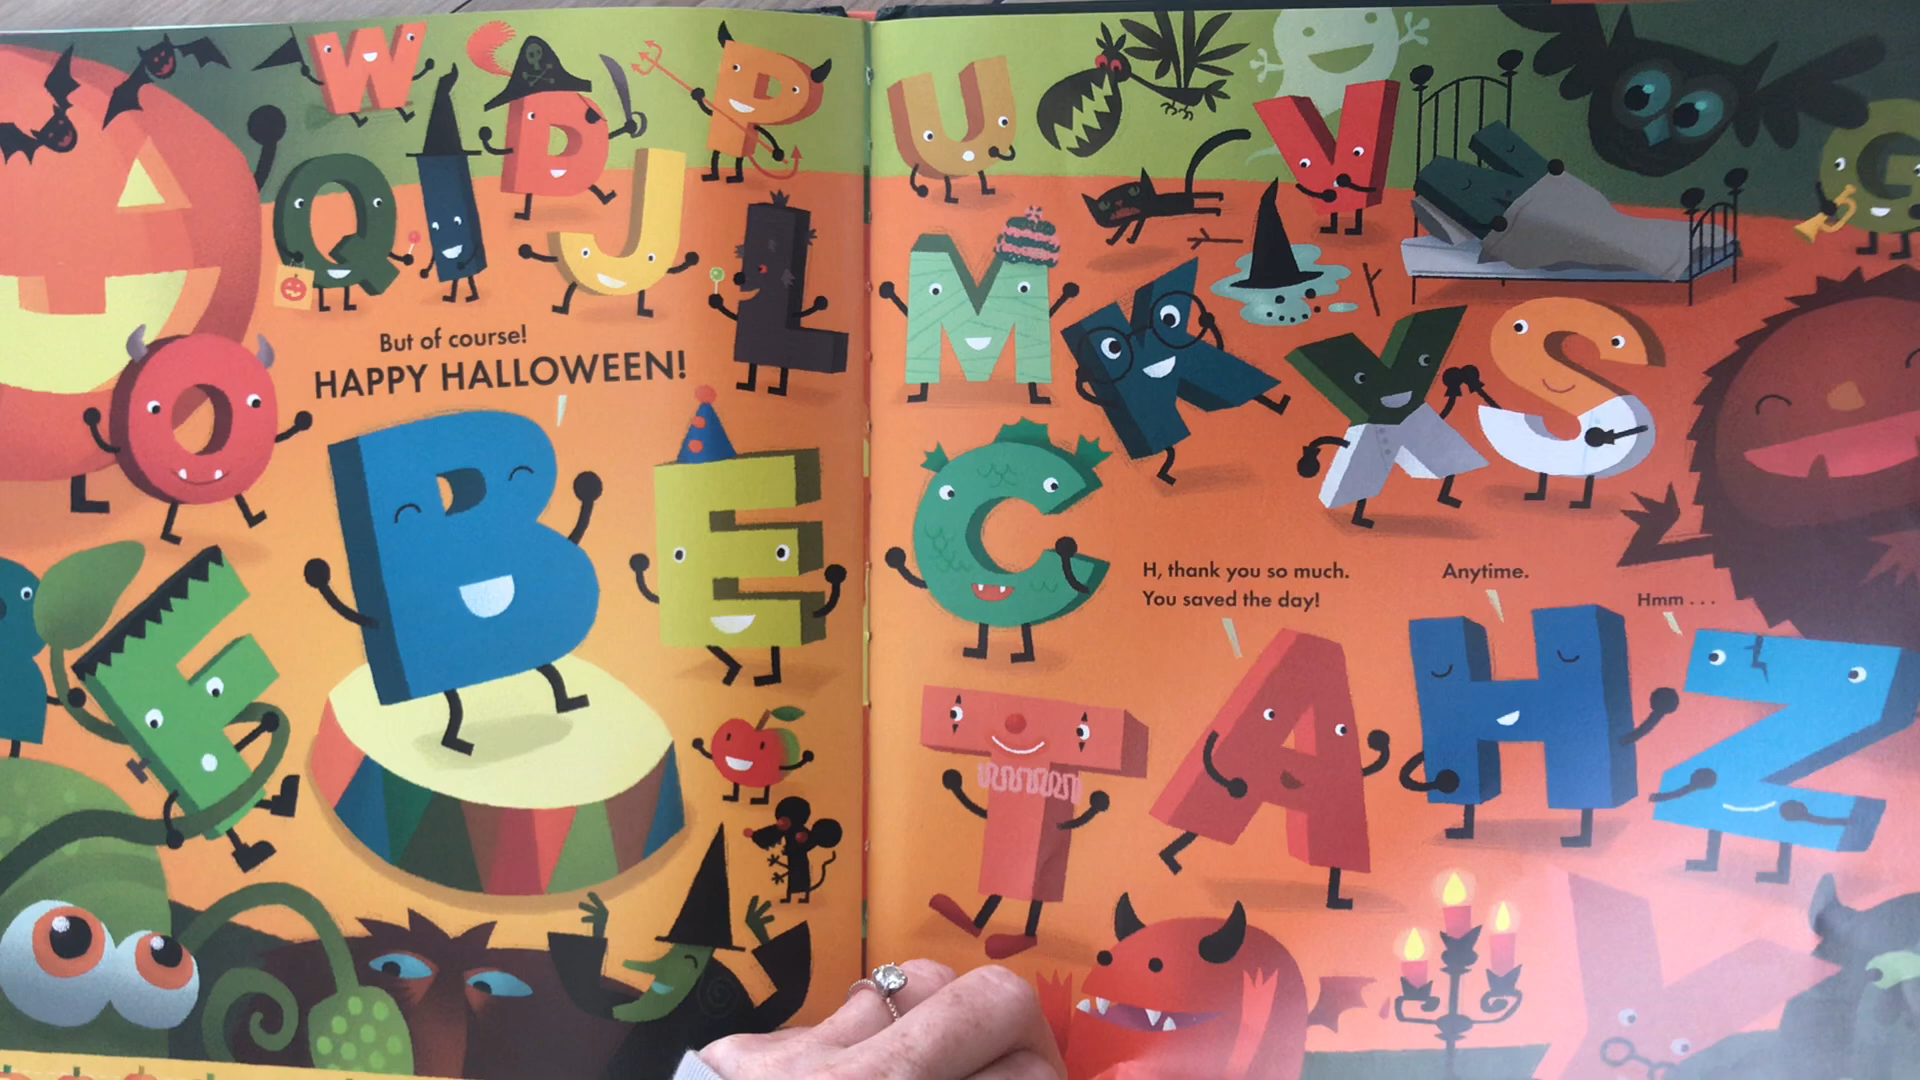 W
D
P
Q
I
J
L
But of course!
HAPPY HALLOWEEN!
O
B
E
F
U
V
N
G
M
K
X
S
C
H, thank you so much.
You saved the day!
Anytime.
Hmm . . .
T
A
H
Z
Y